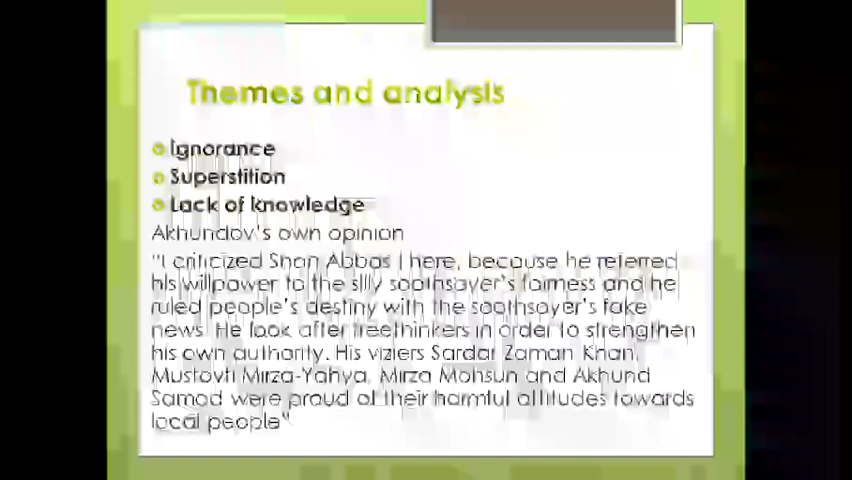 Themes and analysis
Ignorance
Superstition
Lack of knowledge
Akhundov's own opinion
"I criticized Shah Abbas I here, because he referred
his willpower to the silly soothsayer's fairness and he
ruled people's destiny with the soothsayer's fake
news. He look after freethinkers in order to strengthen
his own authority. His viziers Sardar Zaman Khan,
Mustovfi Mirza-Yahya, Mirza Mohsun and Akhund
Samad were proud of their harmful attitudes towards
local people"